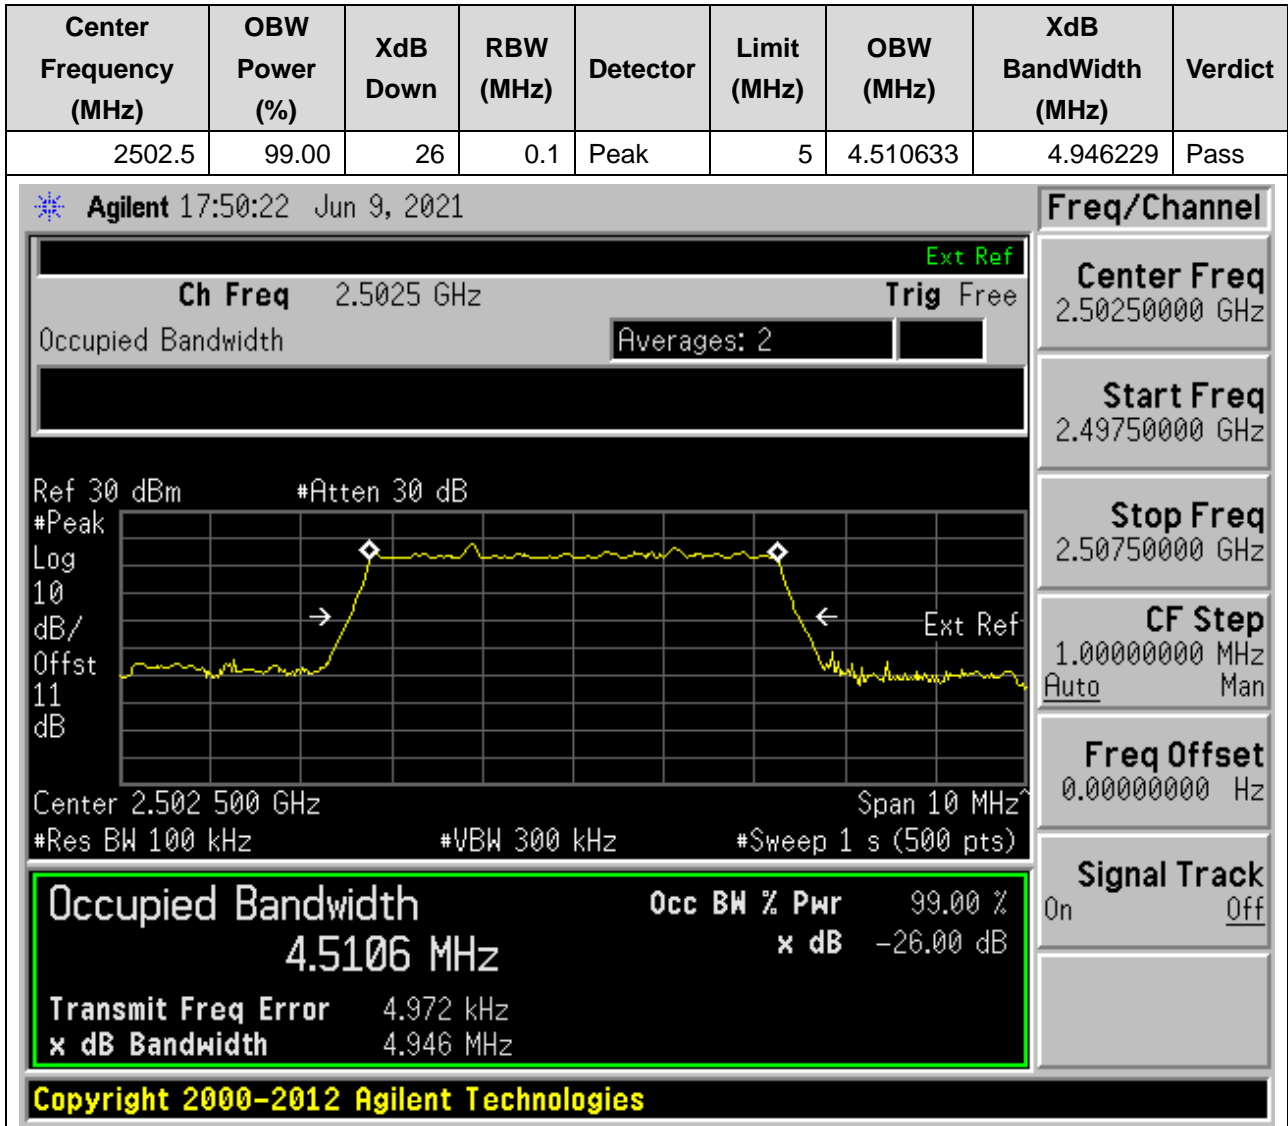 Center Frequency (MHz) OBW Power (%) XdB Down RBW (MHz) Detector Limit (MHz) OBW (MHz) XdB BandWidth (MHz) Verdict
2502.5 99.00 26 0.1 Peak 5 4.510633 4.946229 Pass
Agilent 17:50:22 Jun 9, 2021
Ext Ref
Ch Freq 2.5025 GHz Trig Free
Occupied Bandwidth Averages: 2
Ref 30 dBm #Atten 30 dB
#Peak
Log
10
dB/
Offst
11
dB
Ext Ref
Center 2.502 500 GHz Span 10 MHz^
#Res BW 100 kHz #VBW 300 kHz #Sweep 1 s (500 pts)
Occupied Bandwidth Occ BW % Pwr 99.00 %
4.5106 MHz x dB -26.00 dB
Transmit Freq Error 4.972 kHz
x dB Bandwidth 4.946 MHz
Copyright 2000-2012 Agilent Technologies
Freq/Channel
Center Freq
2.50250000 GHz
Start Freq
2.49750000 GHz
Stop Freq
2.50750000 GHz
CF Step
1.00000000 MHz
Auto Man
Freq Offset
0.00000000 Hz
Signal Track
On Off